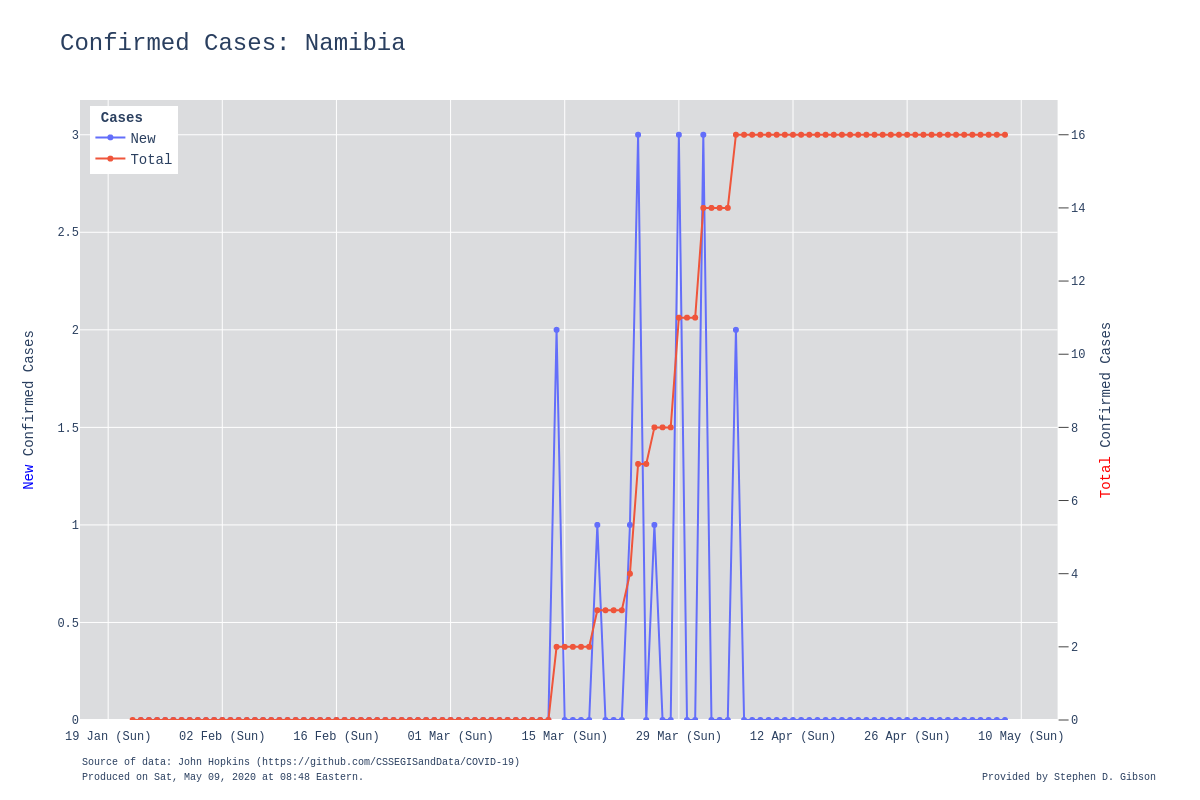 Confirmed Cases: Namibia
Cases
New
Total
3
2.5
2
1.5
1
0.5
0
16
14
12
10
8
6
4
2
0
New Confirmed Cases
Total Confirmed Cases
19 Jan (Sun)
02 Feb (Sun)
16 Feb (Sun)
01 Mar (Sun)
15 Mar (Sun)
29 Mar (Sun)
12 Apr (Sun)
26 Apr (Sun)
10 May (Sun)
Source of data: John Hopkins (https://github.com/CSSEGISandData/COVID-19)
Produced on Sat, May 09, 2020 at 08:48 Eastern.
Provided by Stephen D. Gibson